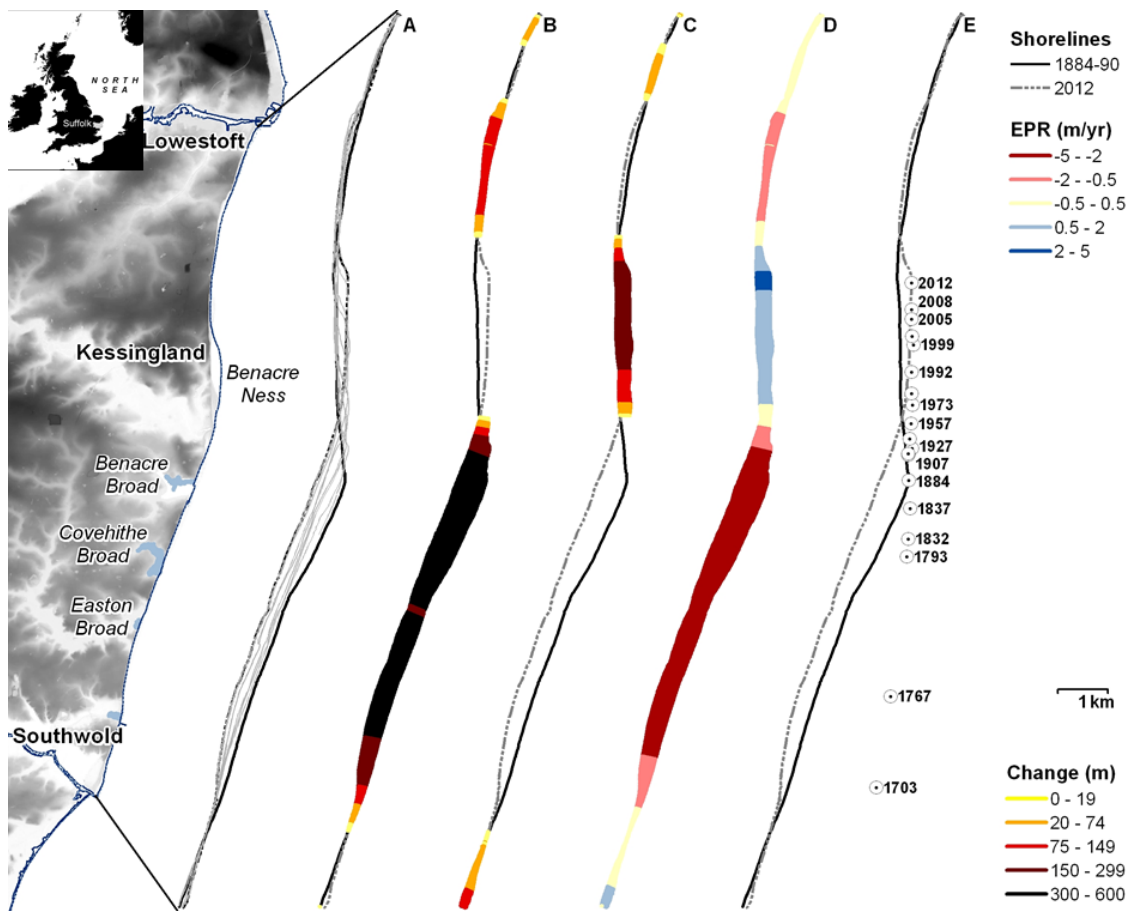 A
B
C
D
E
NORTH
SEA
Suffolk
Lowestoft
Kessingland
Benacre
Ness
Benacre
Broad
Covehithe
Broad
Easton
Broad
Southwold
2012
2008
2005
1999
1992
1973
1957
1927
1907
1884
1837
1832
1793
1767
1703
Shorelines
1884-90
2012
EPR (m/yr)
-5 - -2
-2 - -0.5
-0.5 - 0.5
0.5 - 2
2 - 5
1 km
Change (m)
0 - 19
20 - 74
75 - 149
150 - 299
300 - 600